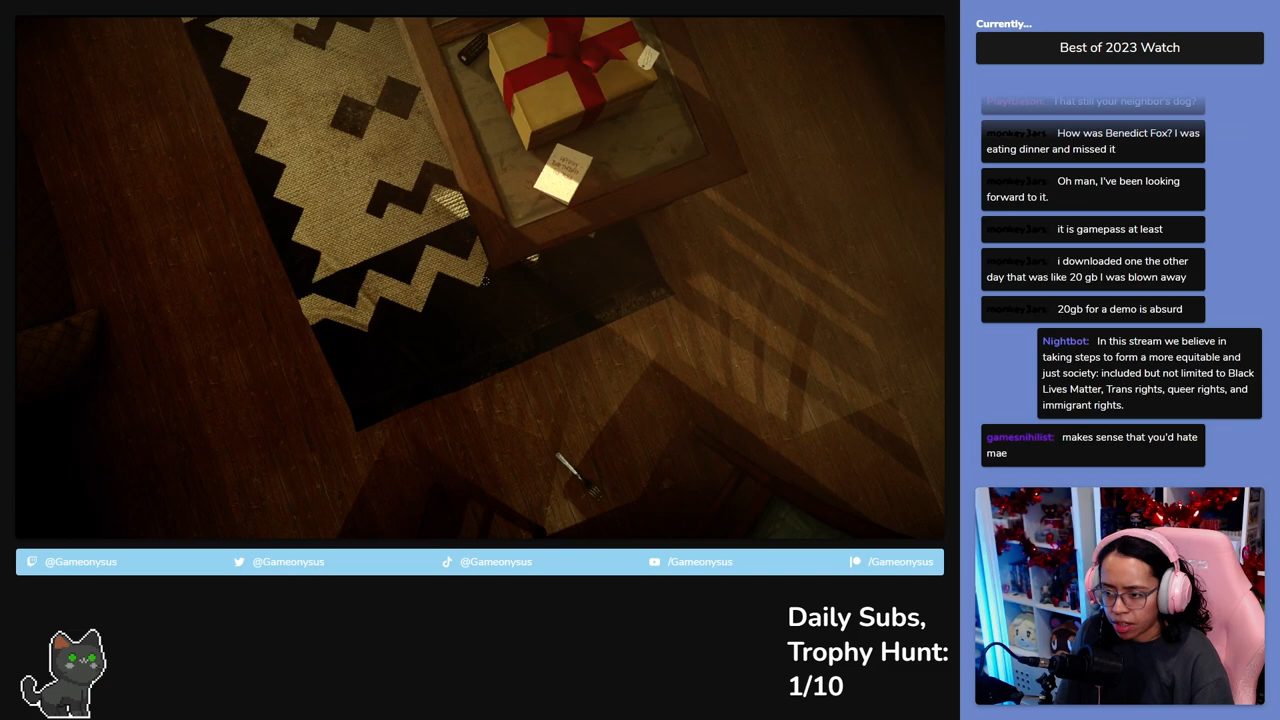 Currently...
Best of 2023 Watch
That still your neighbor's dog?
monkey3ars: How was Benedict Fox? I was
eating dinner and missed it
monkey3ars: Oh man, I've been looking
forward to it.
monkey3ars: it is gamepass at least
monkey3ars: i downloaded one the other
day that was like 20 gb I was blown away
monkey3ars: 20gb for a demo is absurd
Nightbot: In this stream we believe in
taking steps to form a more equitable and
just society: included but not limited to Black
Lives Matter, Trans rights, queer rights, and
immigrant rights.
gamesnihilist: makes sense that you'd hate
mae
@Gameonysus @Gameonysus @Gameonysus /Gameonysus /Gameonysus
Daily Subs,
Trophy Hunt:
1/10